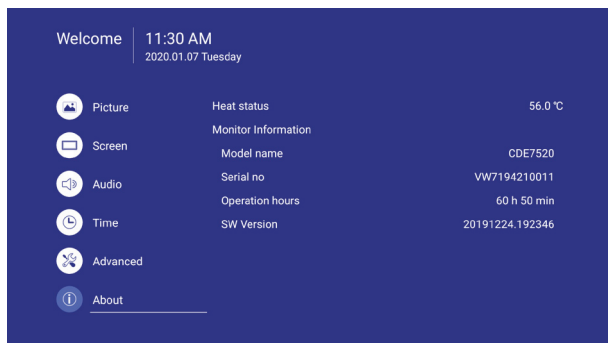 Welcome
11:30 AM
2020.01.07 Tuesday
Picture
Screen
Audio
Time
Advanced
About
Heat status 56.0 ℃
Monitor Information
Model name CDE7520
Serial no VW7194210011
Operation hours 60 h 50 min
SW Version 20191224.192346